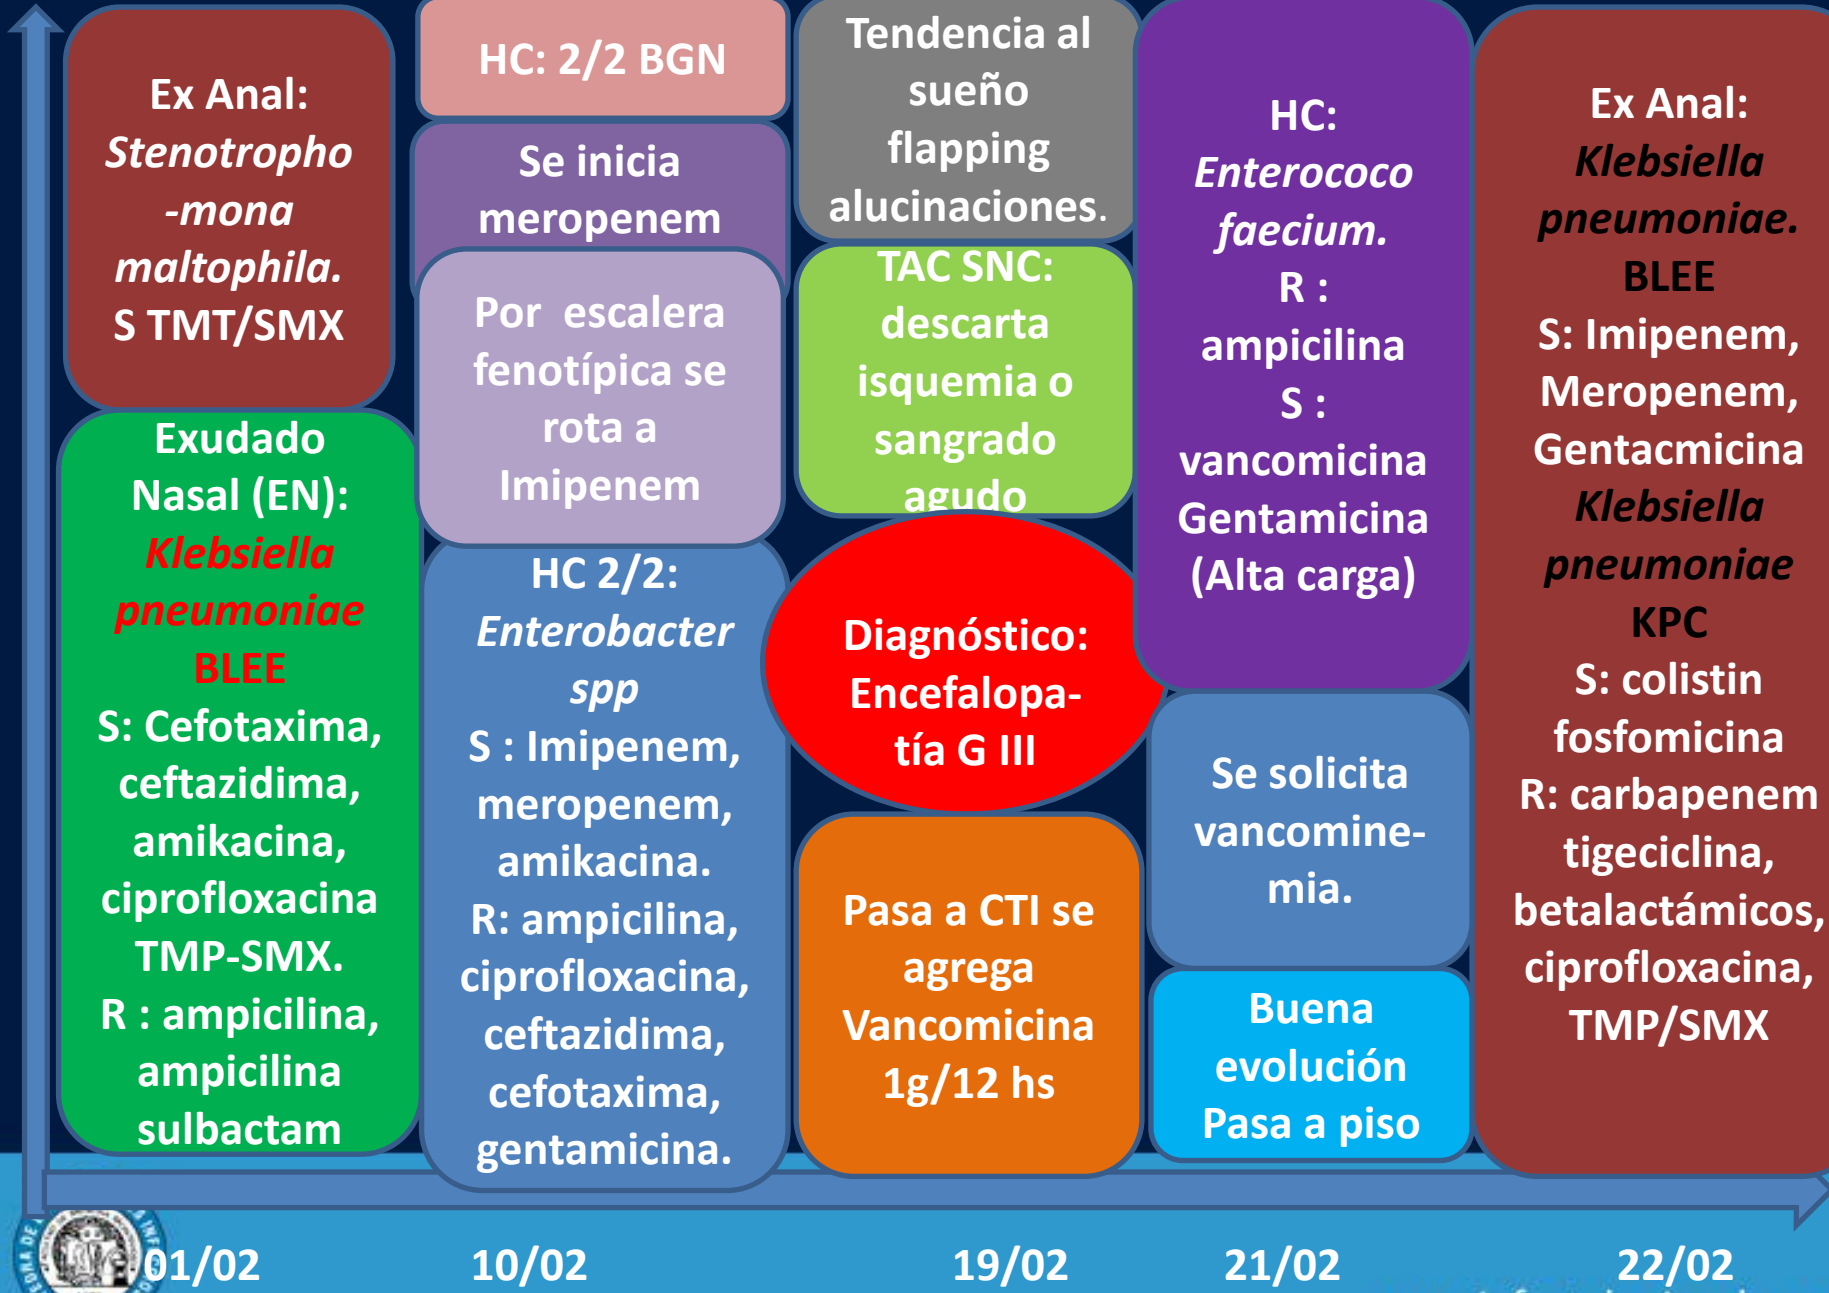 Ex Anal:
Stenotropho
-mona
maltophila.
S TMT/SMX
Exudado
Nasal (EN):
Klebsiella
pneumoniae
BLEE
S: Cefotaxima,
ceftazidima,
amikacina,
ciprofloxacina
TMP-SMX.
R : ampicilina,
ampicilina
sulbactam
HC: 2/2 BGN
Se inicia
meropenem
Por escalera
fenotípica se
rota a
Imipenem
HC 2/2:
Enterobacter
spp
S : Imipenem,
meropenem,
amikacina.
R: ampicilina,
ciprofloxacina,
ceftazidima,
cefotaxima,
gentamicina.
Tendencia al
sueño
flapping
alucinaciones.
TAC SNC:
descarta
isquemia o
sangrado
agudo
Diagnóstico:
Encefalopa-
tía G III
Pasa a CTI se
agrega
Vancomicina
1g/12 hs
HC:
Enterococo
faecium.
R :
ampicilina
S :
vancomicina
Gentamicina
(Alta carga)
Se solicita
vancomine-
mia.
Buena
evolución
Pasa a piso
Ex Anal:
Klebsiella
pneumoniae.
BLEE
S: Imipenem,
Meropenem,
Gentacmicina
Klebsiella
pneumoniae
KPC
S: colistin
fosfomicina
R: carbapenem
tigeciclina,
betalactámicos,
ciprofloxacina,
TMP/SMX
01/02
10/02
19/02
21/02
22/02